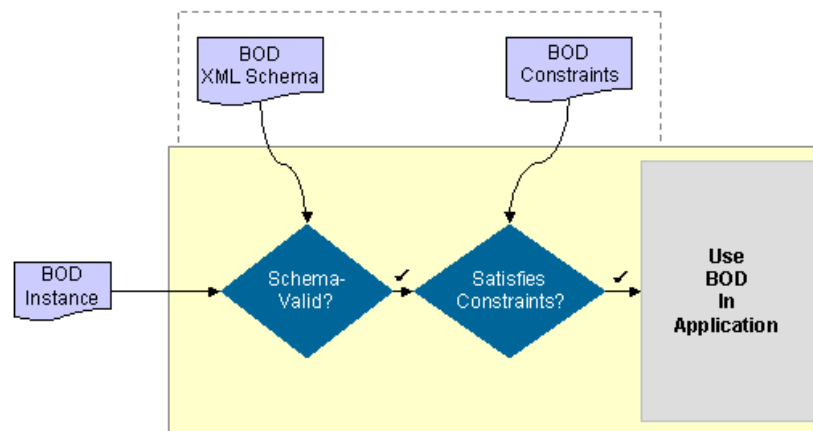 BOD
XML Schema
BOD
Constraints
BOD
Instance
Schema-
Valid?
Satisfies
Constraints?
Use
BOD
In
Application